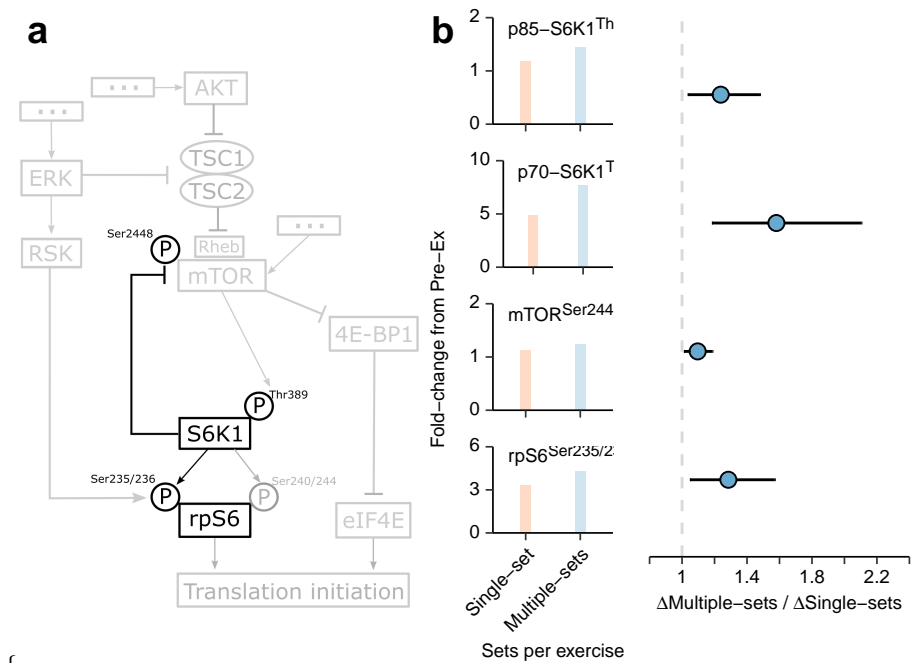 a
b
...
AKT
...
TSC1
TSC2
ERK
...
Ser2448
P
Rheb
mTOR
RSK
4E-BP1
P
Thr389
S6K1
Ser235/236
P
Ser240/244
P
rpS6
eIF4E
Translation initiation
Fold−change from Pre−Ex
p85−S6K1Th
2
1
0
p70−S6K1T
10
5
0
mTORSer244
2
1
0
rpS6Ser235/23
6
3
0
Single−set
Multiple−sets
Sets per exercise
1 1.4 1.8 2.2
ΔMultiple−sets / ΔSingle−sets